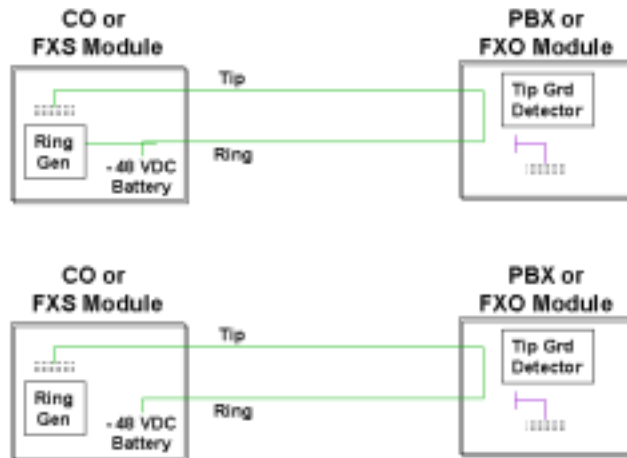 CO or
FXS Module
PBX or
FXO Module
Tip
Tip Grd
Detector
Ring
Gen
Ring
- 48 VDC
Battery
CO or
FXS Module
PBX or
FXO Module
Tip
Tip Grd
Detector
Ring
Gen
Ring
- 48 VDC
Battery